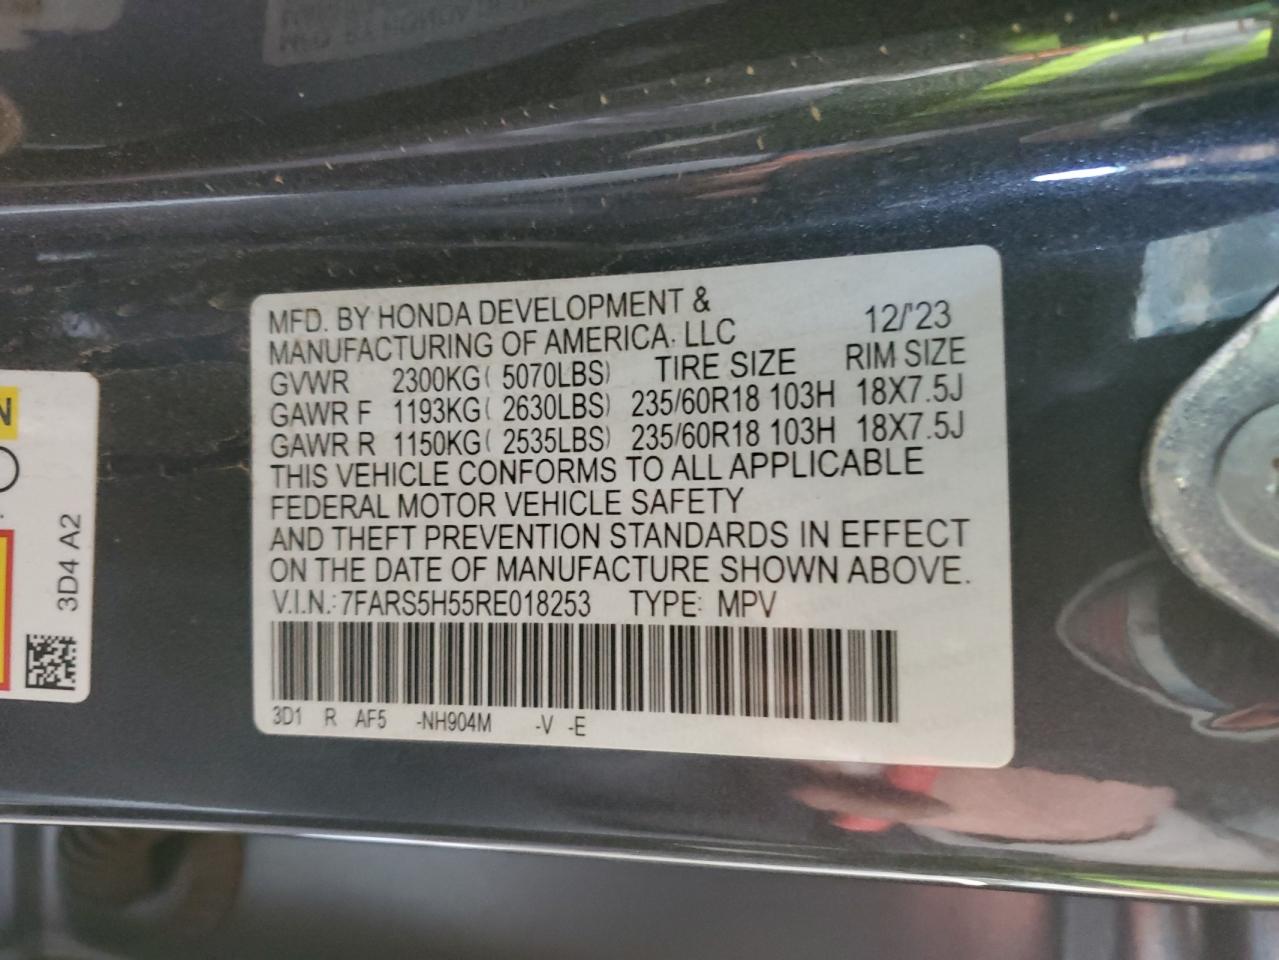 MFD. BY HONDA DEVELOPMENT &
MANUFACTURING OF AMERICA, LLC 12/'23
GVWR 2300KG( 5070LBS) TIRE SIZE RIM SIZE
GAWR F 1193KG( 2630LBS) 235/60R18 103H 18X7.5J
GAWR R 1150KG( 2535LBS) 235/60R18 103H 18X7.5J
THIS VEHICLE CONFORMS TO ALL APPLICABLE
FEDERAL MOTOR VEHICLE SAFETY
AND THEFT PREVENTION STANDARDS IN EFFECT
ON THE DATE OF MANUFACTURE SHOWN ABOVE.
V.I.N.:7FARS5H55RE018253 TYPE: MPV
3D1 R AF5 -NH904M -V -E
N
3D4 A2